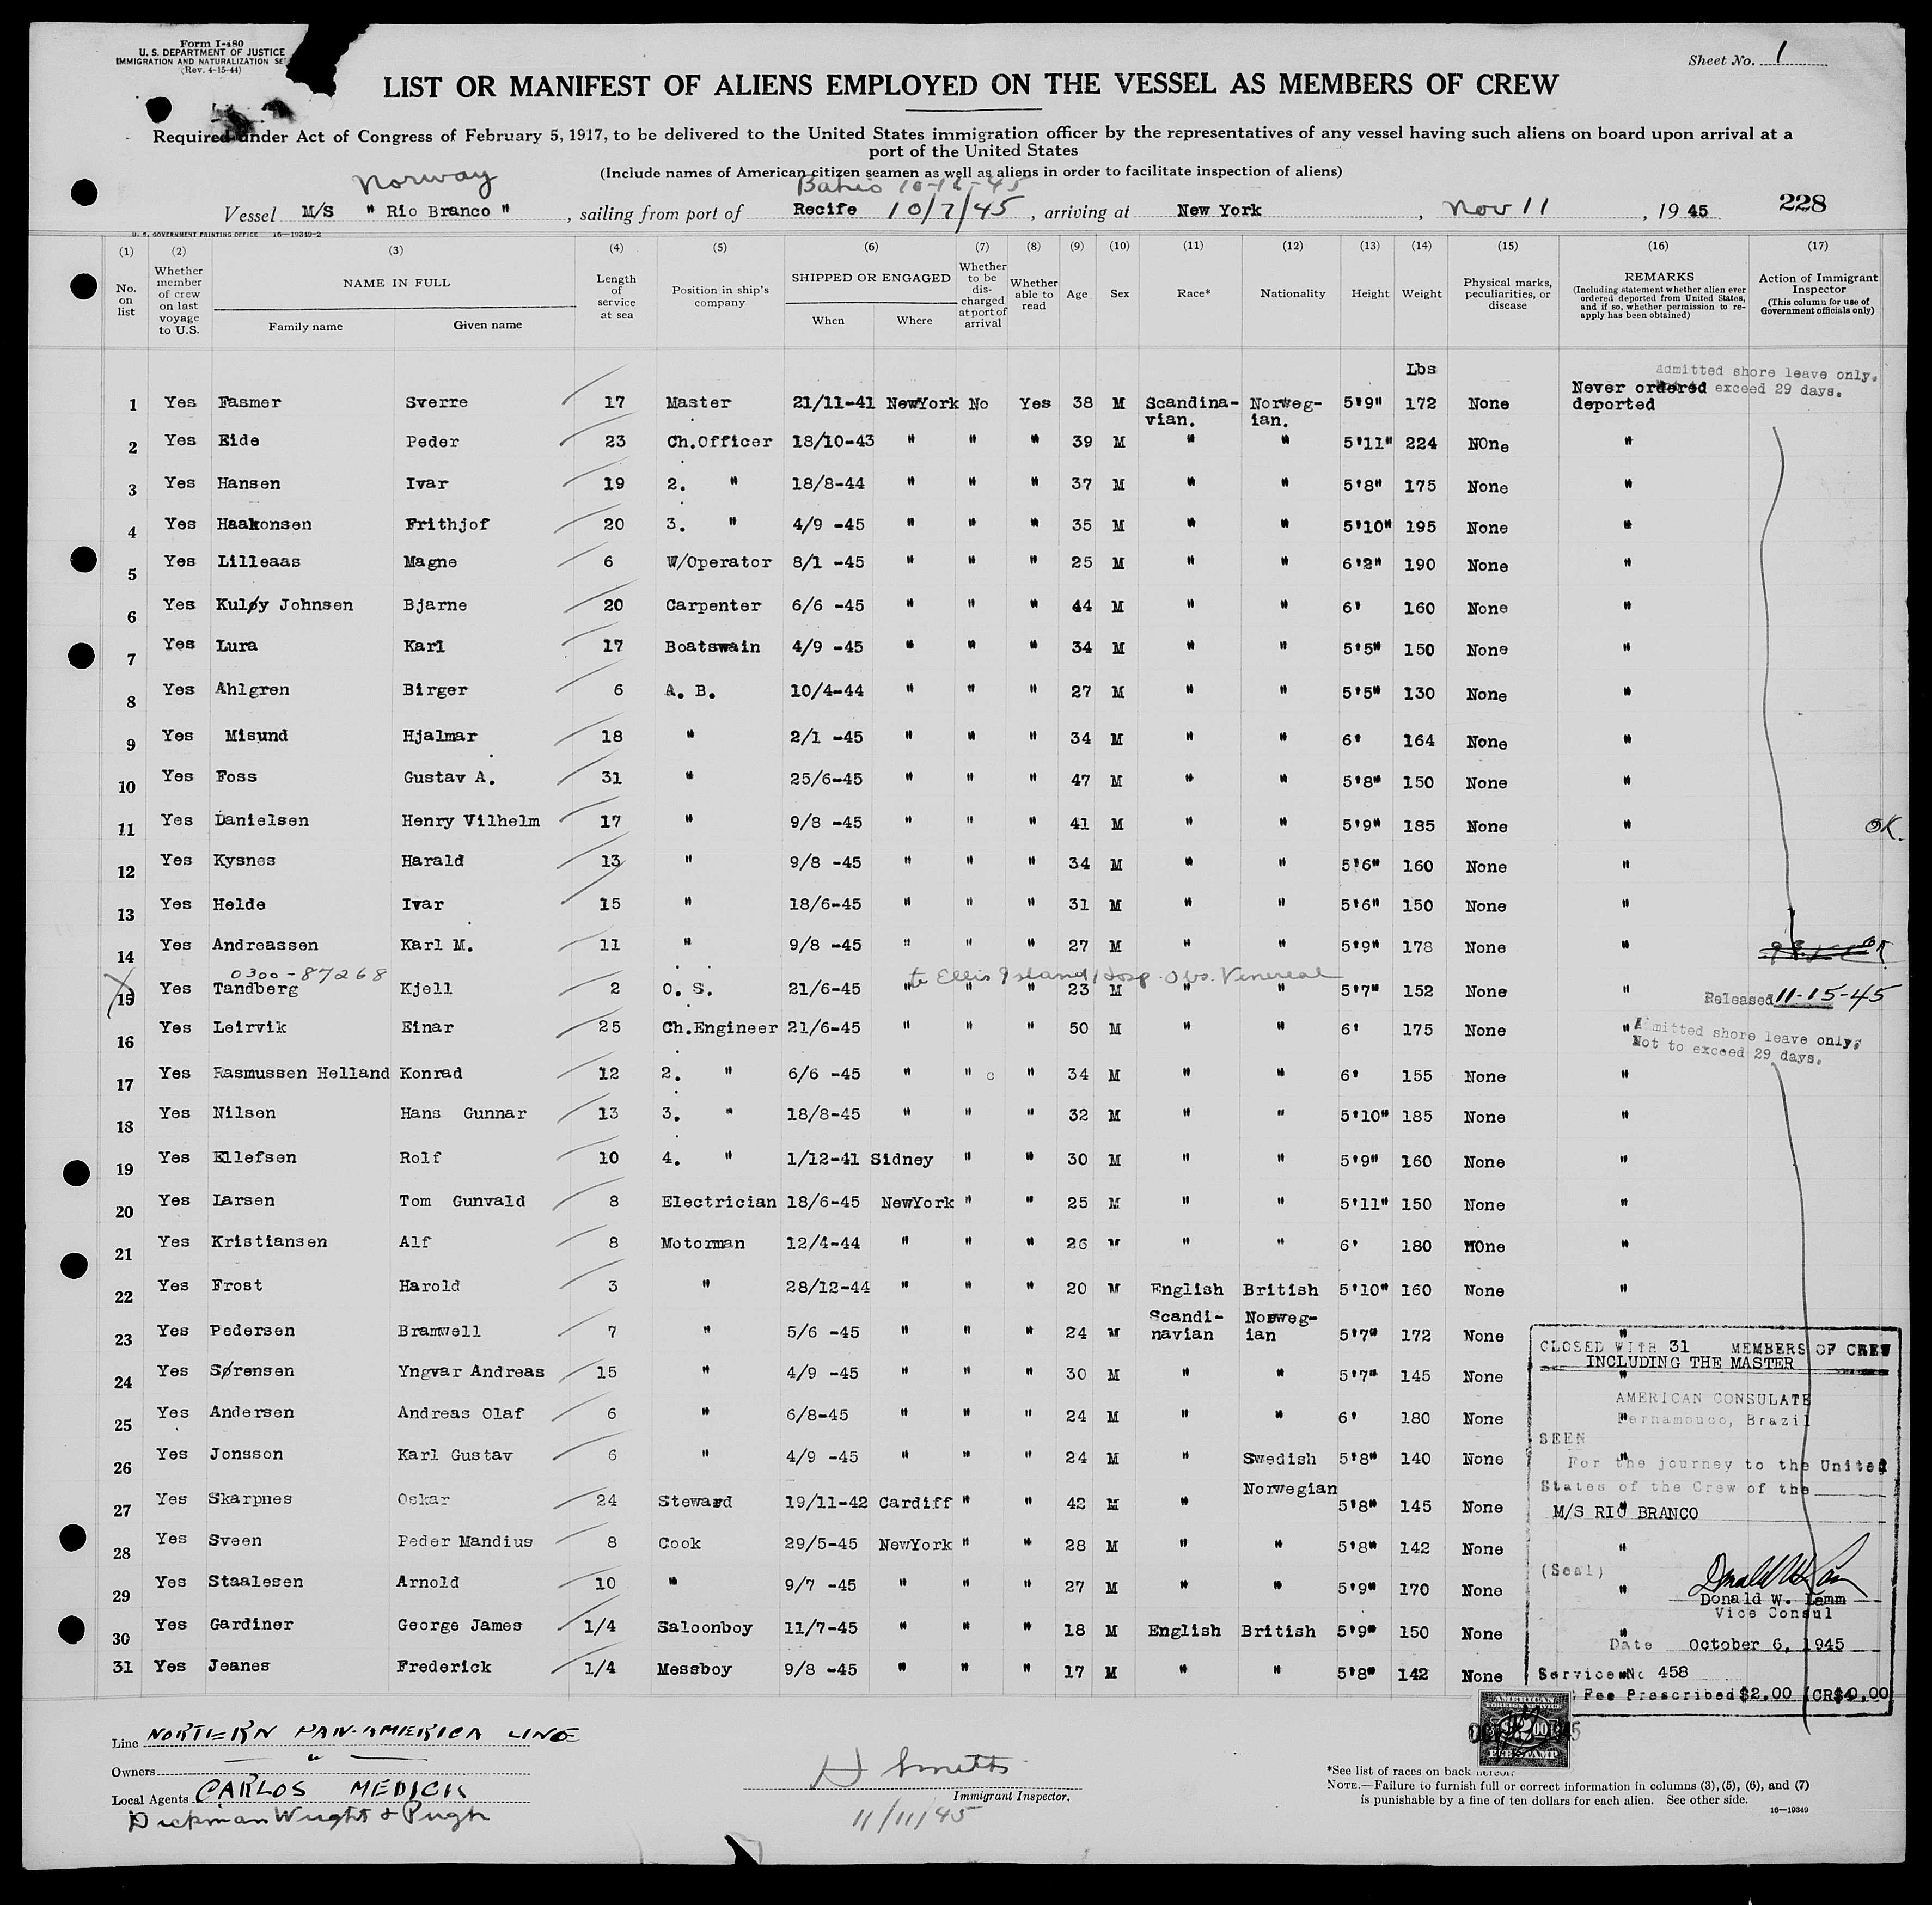 Form I-480
U. S. DEPARTMENT OF JUSTICE
IMMIGRATION AND NATURALIZATION SE
(Rev. 4-15-44)
Sheet No. 1
LIST OR MANIFEST OF ALIENS EMPLOYED ON THE VESSEL AS MEMBERS OF CREW
Required under Act of Congress of February 5, 1917, to be delivered to the United States immigration officer by the representatives of any vessel having such aliens on board upon arrival at a
port of the United States
(Include names of American citizen seamen as well as aliens in order to facilitate inspection of aliens)
Norway
10-12-45
Vessel M/S " Rio Branco " , sailing from port of Recife 10/7/45 , arriving at New York , Nov 11 , 19 45 228
U. S. GOVERNMENT PRINTING OFFICE 16—19349-2
(1) (2) (3) (4) (5) (6) (7) (8) (9) (10) (11) (12) (13) (14) (15) (16) (17)
No. on list
Whether member of crew on last voyage to U.S.
NAME IN FULL
Family name Given name
Length of service at sea
Position in ship's company
SHIPPED OR ENGAGED
When Where
Whether to be discharged at port of arrival
Whether able to read
Age
Sex
Race*
Nationality
Height
Weight
Physical marks, peculiarities, or disease
REMARKS
(Including statement whether alien ever ordered deported from United States, and if so, whether permission to reapply has been obtained)
Action of Immigrant Inspector
(This column for use of Government officials only)
Lbs
Admitted shore leave only.
exceed 29 days.
1 Yes Fasmer Sverre 17 Master 21/11-41 NewYork No Yes 38 M Scandina-vian. Norweg-ian. 5'9" 172 None Never ordered deported
2 Yes Eide Peder 23 Ch.Officer 18/10-43 " " " 39 M " " 5'11" 224 NOne "
3 Yes Hansen Ivar 19 2. " 18/8-44 " " " 37 M " " 5'8" 175 None "
4 Yes Haakonsen Frithjof 20 3. " 4/9 -45 " " " 35 M " " 5'10" 195 None "
5 Yes Lilleaas Magne 6 W/Operator 8/1 -45 " " " 25 M " " 6'2" 190 None "
6 Yes Kuløy Johnsen Bjarne 20 Carpenter 6/6 -45 " " " 44 M " " 6' 160 None "
7 Yes Lura Karl 17 Boatswain 4/9 -45 " " " 34 M " " 5'5" 150 None "
8 Yes Ahlgren Birger 6 A. B. 10/4-44 " " " 27 M " " 5'5" 130 None "
9 Yes Misund Hjalmar 18 " 2/1 -45 " " " 34 M " " 6' 164 None "
10 Yes Foss Gustav A. 31 " 25/6-45 " " " 47 M " " 5'8" 150 None "
11 Yes Danielsen Henry Vilhelm 17 " 9/8 -45 " " " 41 M " " 5'9" 185 None " OK.
12 Yes Kysnes Harald 13 " 9/8 -45 " " " 34 M " " 5'6" 160 None "
13 Yes Helde Ivar 15 " 18/6-45 " " " 31 M " " 5'6" 150 None "
14 Yes Andreassen Karl M. 11 " 9/8 -45 " " " 27 M " " 5'9" 178 None "
0300-87268 to Ellis Island Hosp. Obs. Venereal
15 Yes Tandberg Kjell 2 O. S. 21/6-45 " " " 23 M " " 5'7" 152 None " Released 11-15-45
16 Yes Leirvik Einar 25 Ch.Engineer 21/6-45 " " " 50 M " " 6' 175 None " Admitted shore leave only.
Not to exceed 29 days.
17 Yes Rasmussen Helland Konrad 12 2. " 6/6 -45 " " c " 34 M " " 6' 155 None "
18 Yes Nilsen Hans Gunnar 13 3. " 18/8-45 " " " 32 M " " 5'10" 185 None "
19 Yes Ellefsen Rolf 10 4. " 1/12-41 Sidney " " 30 M " " 5'9" 160 None "
20 Yes Larsen Tom Gunvald 8 Electrician 18/6-45 NewYork " " 25 M " " 5'11" 150 None "
21 Yes Kristiansen Alf 8 Motorman 12/4-44 " " " 26 M " " 6' 180 NOne "
22 Yes Frost Harold 3 " 28/12-44 " " " 20 M English British 5'10" 160 None "
23 Yes Pedersen Bramwell 7 " 5/6 -45 " " " 24 M Scandi-navian Norweg-ian 5'7" 172 None "
24 Yes Sørensen Yngvar Andreas 15 " 4/9 -45 " " " 30 M " " 5'7" 145 None "
25 Yes Andersen Andreas Olaf 6 " 6/8-45 " " " 24 M " " 6' 180 None "
26 Yes Jonsson Karl Gustav 6 " 4/9 -45 " " " 24 M " Swedish 5'8" 140 None "
27 Yes Skarpnes Oskar 24 Steward 19/11-42 Cardiff " " 42 M " Norwegian 5'8" 145 None "
28 Yes Sveen Peder Mandius 8 Cook 29/5-45 NewYork " " 28 M " " 5'8" 142 None "
29 Yes Staalesen Arnold 10 " 9/7 -45 " " " 27 M " " 5'9" 170 None "
30 Yes Gardiner George James 1/4 Saloonboy 11/7-45 " " " 18 M English British 5'9" 150 None "
31 Yes Jeanes Frederick 1/4 Messboy 9/8 -45 " " " 17 M " " 5'8" 142 None "
CLOSED WITH 31 MEMBERS OF CREW
INCLUDING THE MASTER
AMERICAN CONSULATE
Pernambuco, Brazil
SEEN
For the journey to the United
States of the Crew of the
M/S RIO BRANCO
(Seal)
Donald W. Lamm
Vice Consul
Date October 6, 1945
Service No 458
Fee Prescribed $2.00 (CR$40,00
AMERICAN
FOREIGN SERVICE
FEE STAMP
Line NORTHERN PAN-AMERICA LINE
Owners "
Local Agents CARLOS MEDICK
Dickman Wright & Pugh
H Smetts
Immigrant Inspector.
11/11/45
*See list of races on back hereof.
NOTE.—Failure to furnish full or correct information in columns (3), (5), (6), and (7)
is punishable by a fine of ten dollars for each alien. See other side.
16—19349